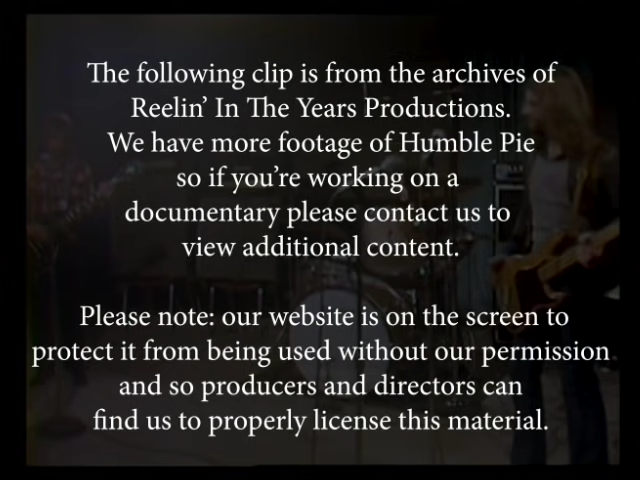 The following clip is from the archives of
Reelin’ In The Years Productions.
We have more footage of Humble Pie
so if you’re working on a
documentary please contact us to
view additional content.
Please note: our website is on the screen to
protect it from being used without our permission
and so producers and directors can
find us to properly license this material.